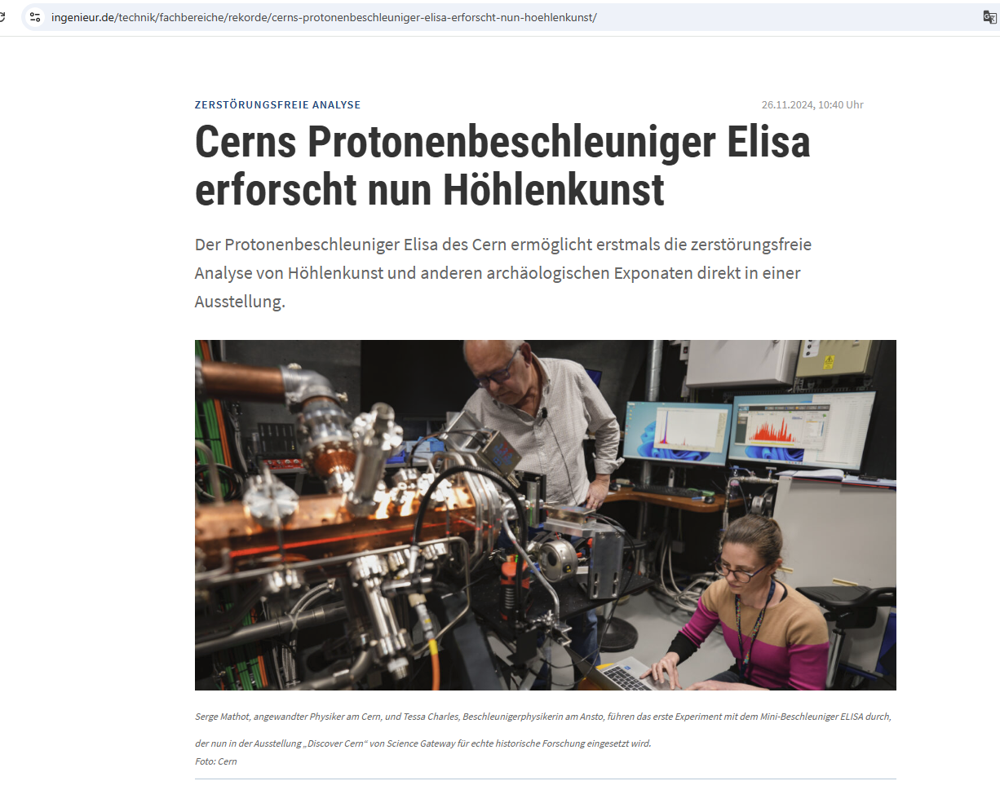 ingenieur.de/technik/fachbereiche/rekorde/cerns-protonenbeschleuniger-elisa-erforscht-nun-hoehlenkunst/
ZERSTÖRUNGSFREIE ANALYSE
26.11.2024, 10:40 Uhr
Cerns Protonenbeschleuniger Elisa
erforscht nun Höhlenkunst
Der Protonenbeschleuniger Elisa des Cern ermöglicht erstmals die zerstörungsfreie
Analyse von Höhlenkunst und anderen archäologischen Exponaten direkt in einer
Ausstellung.
Serge Mathot, angewandter Physiker am Cern, und Tessa Charles, Beschleunigerphysikerin am Ansto, führen das erste Experiment mit dem Mini-Beschleuniger ELISA durch,
der nun in der Ausstellung „Discover Cern“ von Science Gateway für echte historische Forschung eingesetzt wird.
Foto: Cern